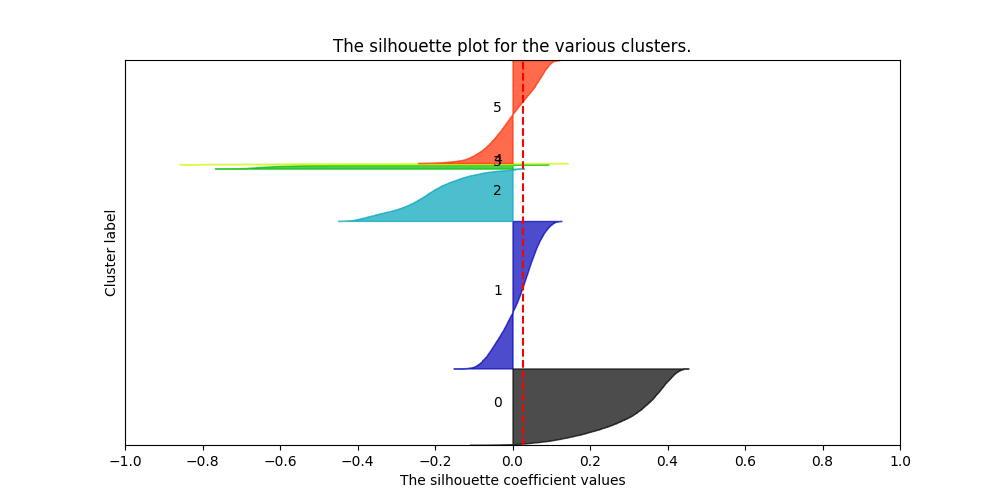 The silhouette plot for the various clusters.
5
4
3
2
1
0
Cluster label
−1.0 −0.8 −0.6 −0.4 −0.2 0.0 0.2 0.4 0.6 0.8 1.0
The silhouette coefficient values